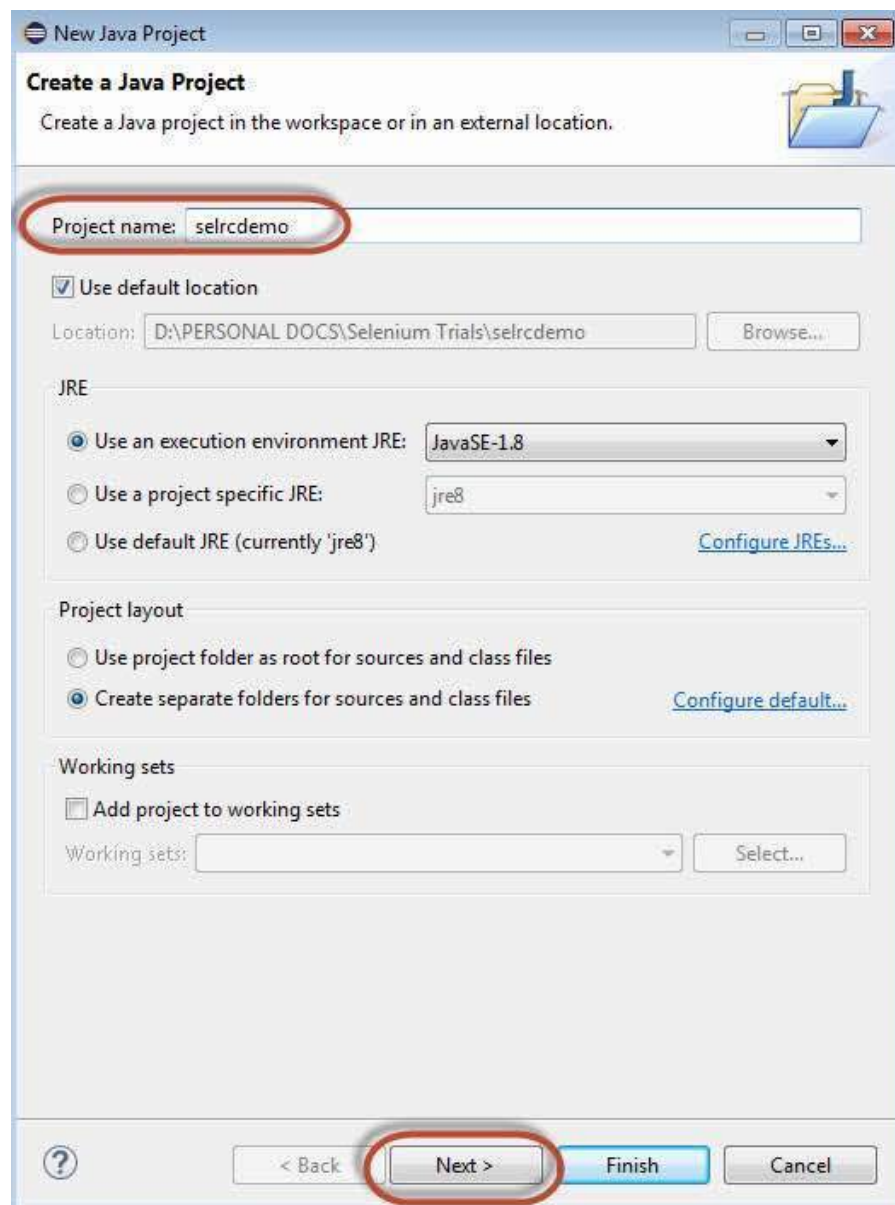 New Java Project
Create a Java Project
Create a Java project in the workspace or in an external location.
Project name: selrcdemo
Use default location
Location: D:\PERSONAL DOCS\Selenium Trials\selrcdemo Browse...
JRE
Use an execution environment JRE: JavaSE-1.8
Use a project specific JRE: jre8
Use default JRE (currently 'jre8') Configure JREs...
Project layout
Use project folder as root for sources and class files
Create separate folders for sources and class files Configure default...
Working sets
Add project to working sets
Working sets: Select...
? < Back Next > Finish Cancel